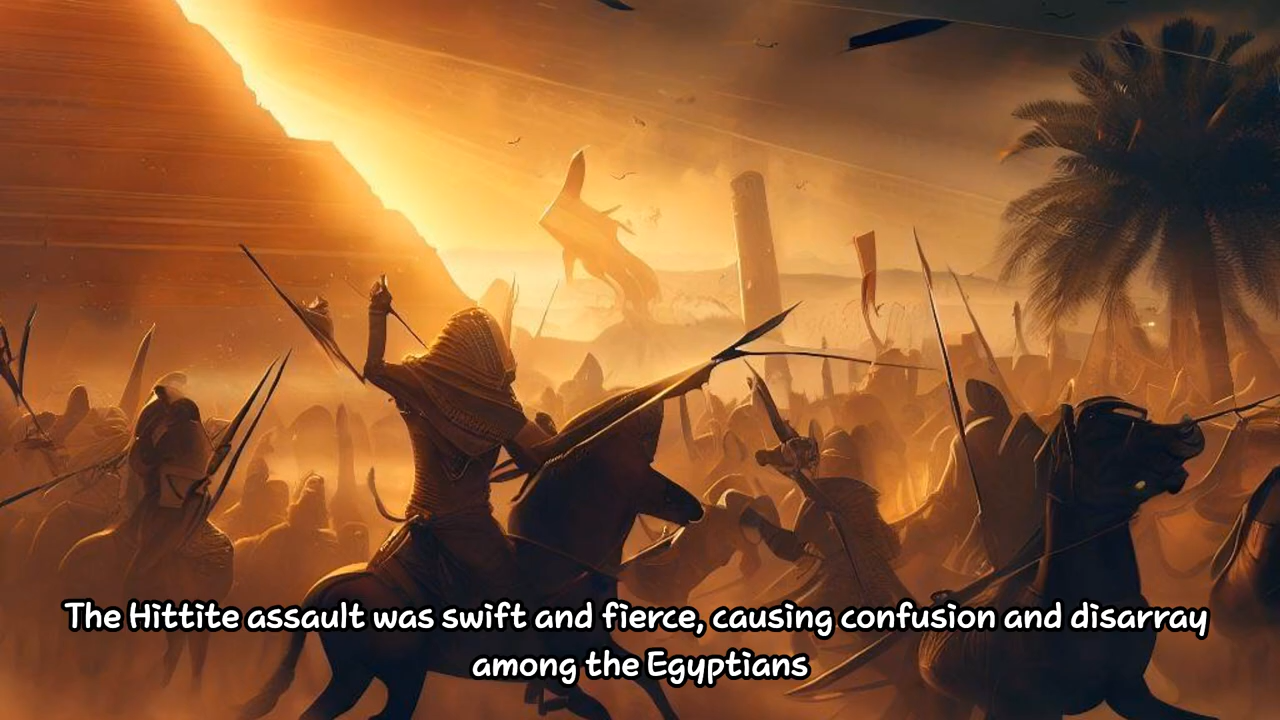 The Hittite assault was swift and fierce, causing confusion and disarray
among the Egyptians